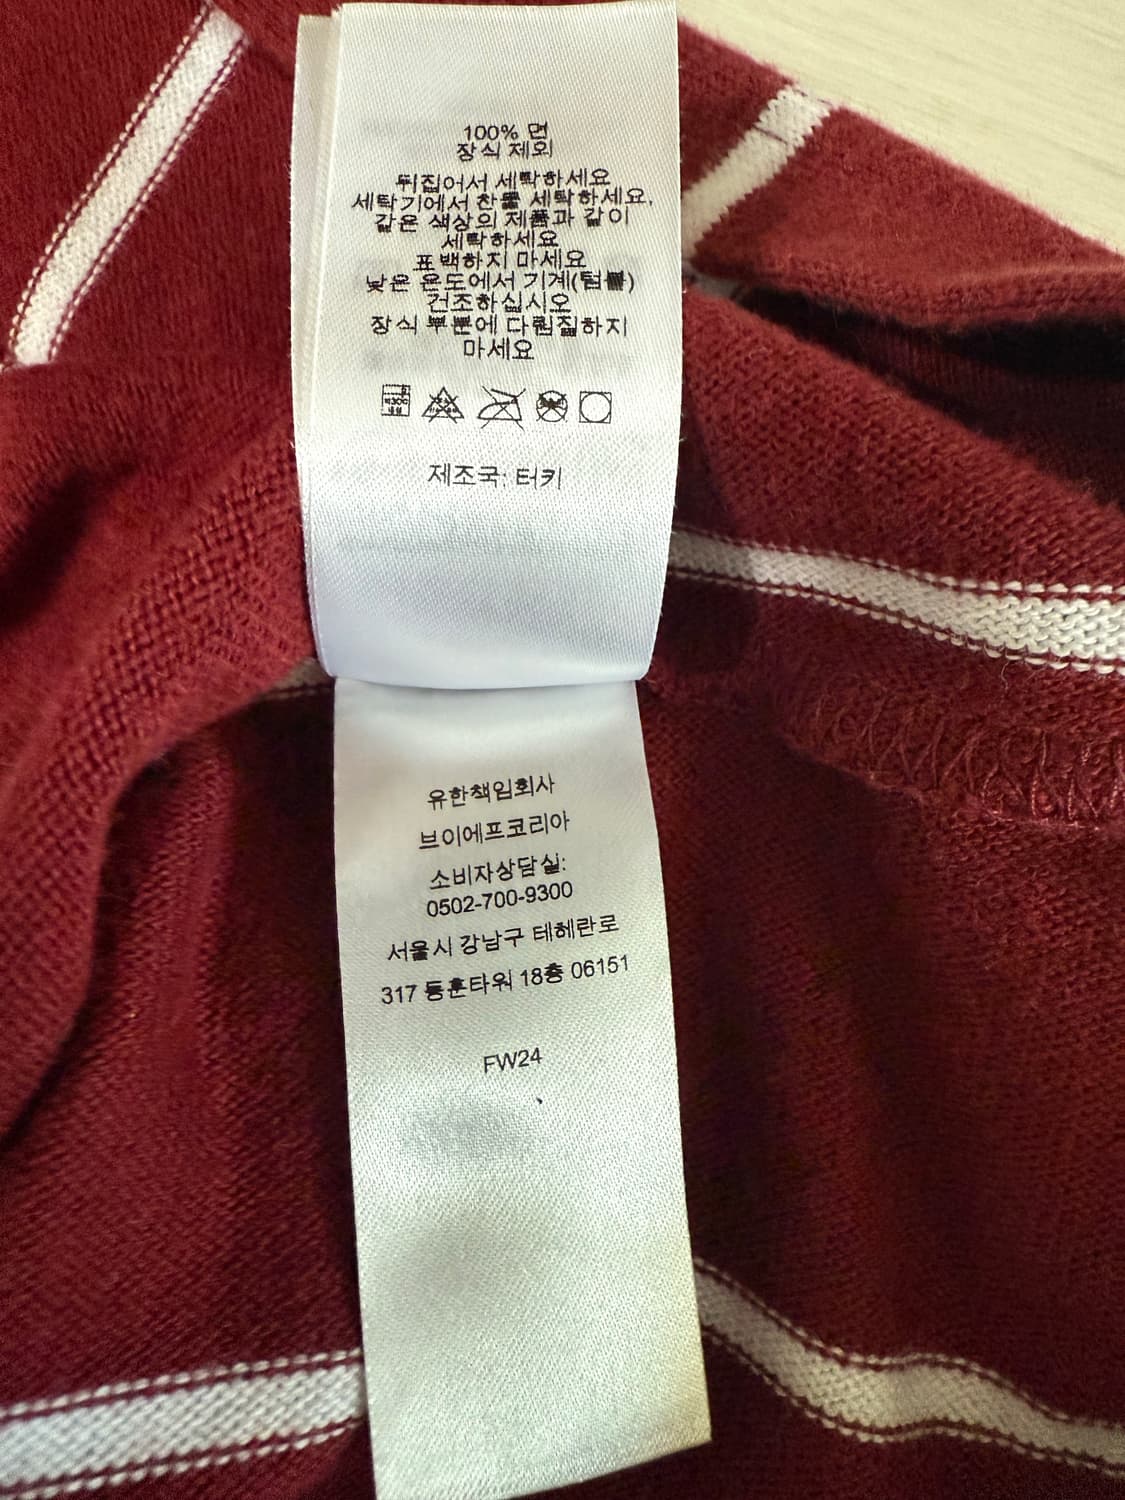 100% 면
장식 제외
뒤집어서 세탁하세요
세탁기에서 찬물 세탁하세요,
같은 색상의 제품과 같이
세탁하세요
표백하지 마세요
낮은 온도에서 기계(텀블)
건조하십시오
장식 부분에 다림질하지
마세요
제조국: 터키
유한책임회사
브이에프코리아
소비자상담실:
0502-700-9300
서울시 강남구 테헤란로
317 동훈타워 18층 06151
FW24